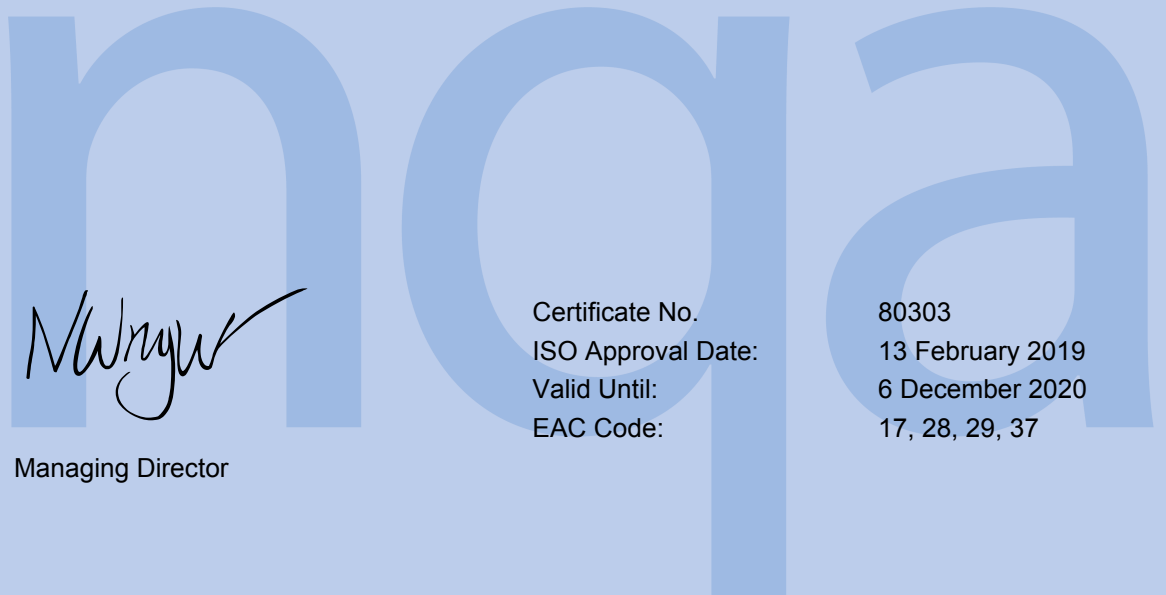 nqa
Certificate No. 80303
ISO Approval Date: 13 February 2019
Valid Until: 6 December 2020
EAC Code: 17, 28, 29, 37
Managing Director